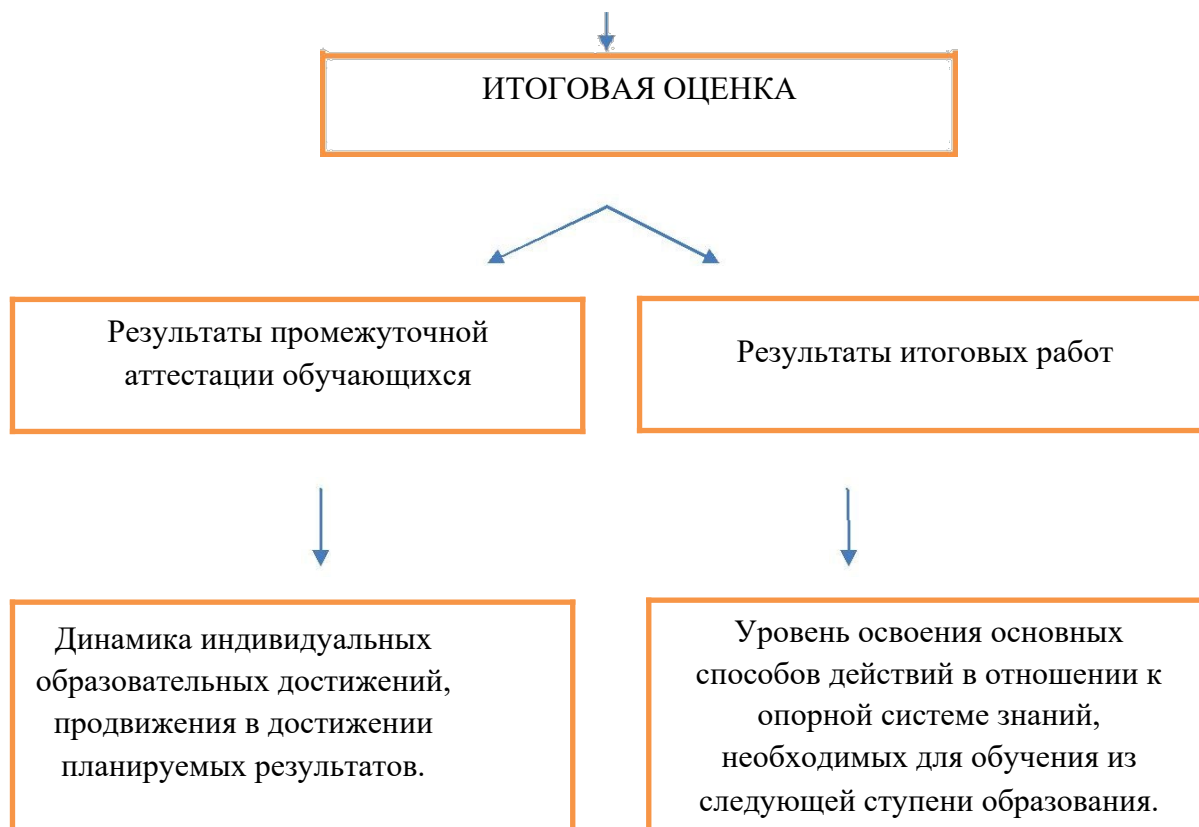 ИТОГОВАЯ ОЦЕНКА
Результаты промежуточной
аттестации обучающихся
Результаты итоговых работ
Динамика индивидуальных
образовательных достижений,
продвижения в достижении
планируемых результатов.
Уровень освоения основных
способов действий в отношении к
опорной системе знаний,
необходимых для обучения из
следующей ступени образования.